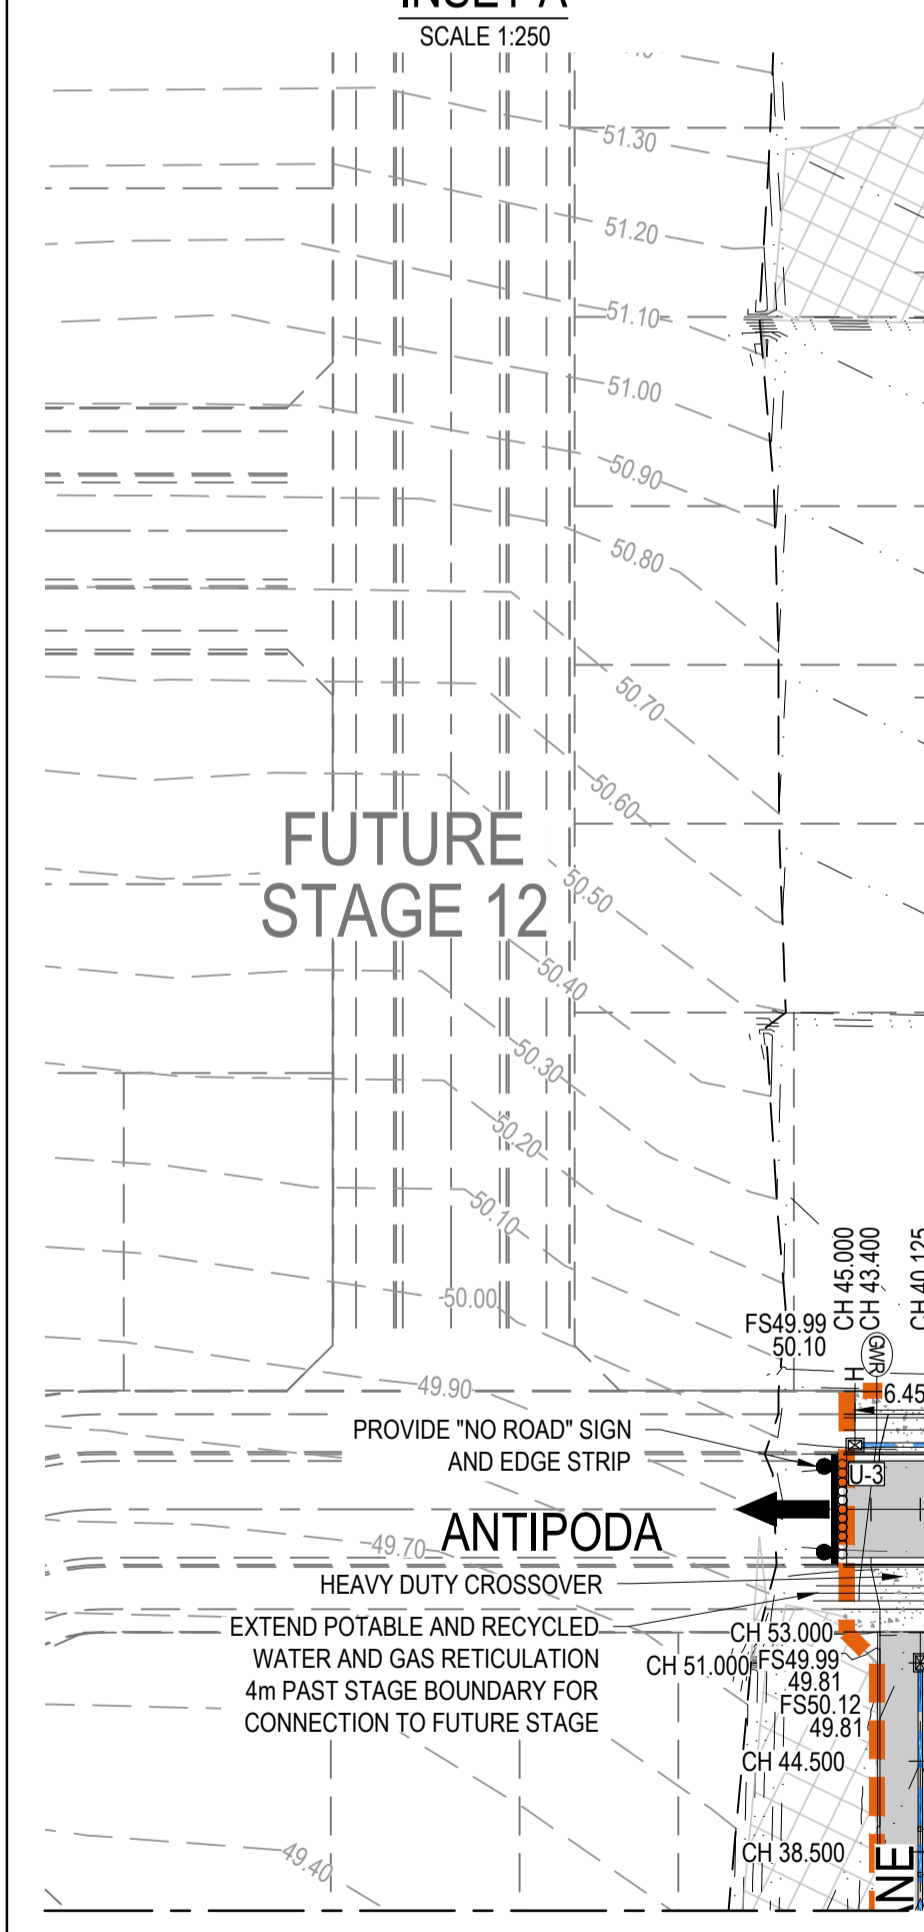 SCALE 1:250
51.30
51.20
51.10
51.00
50.90
50.80
50.70
50.60
FUTURE
STAGE 12
50.50
50.40
50.30
50.20
50.10
50.00
49.90
CH 45.000
CH 43.400
CH 40.125
FS49.99
50.10
GWR
H
6.45
PROVIDE "NO ROAD" SIGN
AND EDGE STRIP
U-3
ANTIPODA
49.70
HEAVY DUTY CROSSOVER
EXTEND POTABLE AND RECYCLED
WATER AND GAS RETICULATION
4m PAST STAGE BOUNDARY FOR
CONNECTION TO FUTURE STAGE
CH 53.000
CH 51.000
FS49.99
49.81
FS50.12
49.81
CH 44.500
CH 38.500
NE
49.40